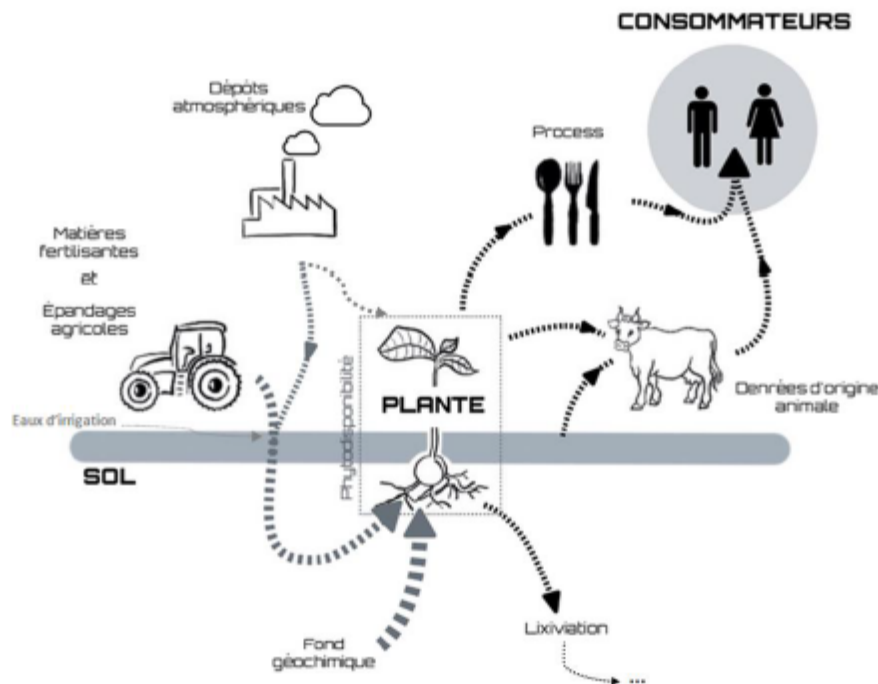 CONSOMMATEURS
Dépôts
atmosphériques
Process
Matières
fertilisantes
et
Épandages
agricoles
Phytodisponibilité
PLANTE
Denrées d'origine
animale
Eaux d'irrigation
SOL
Lixiviation
...
Fond
géochimique